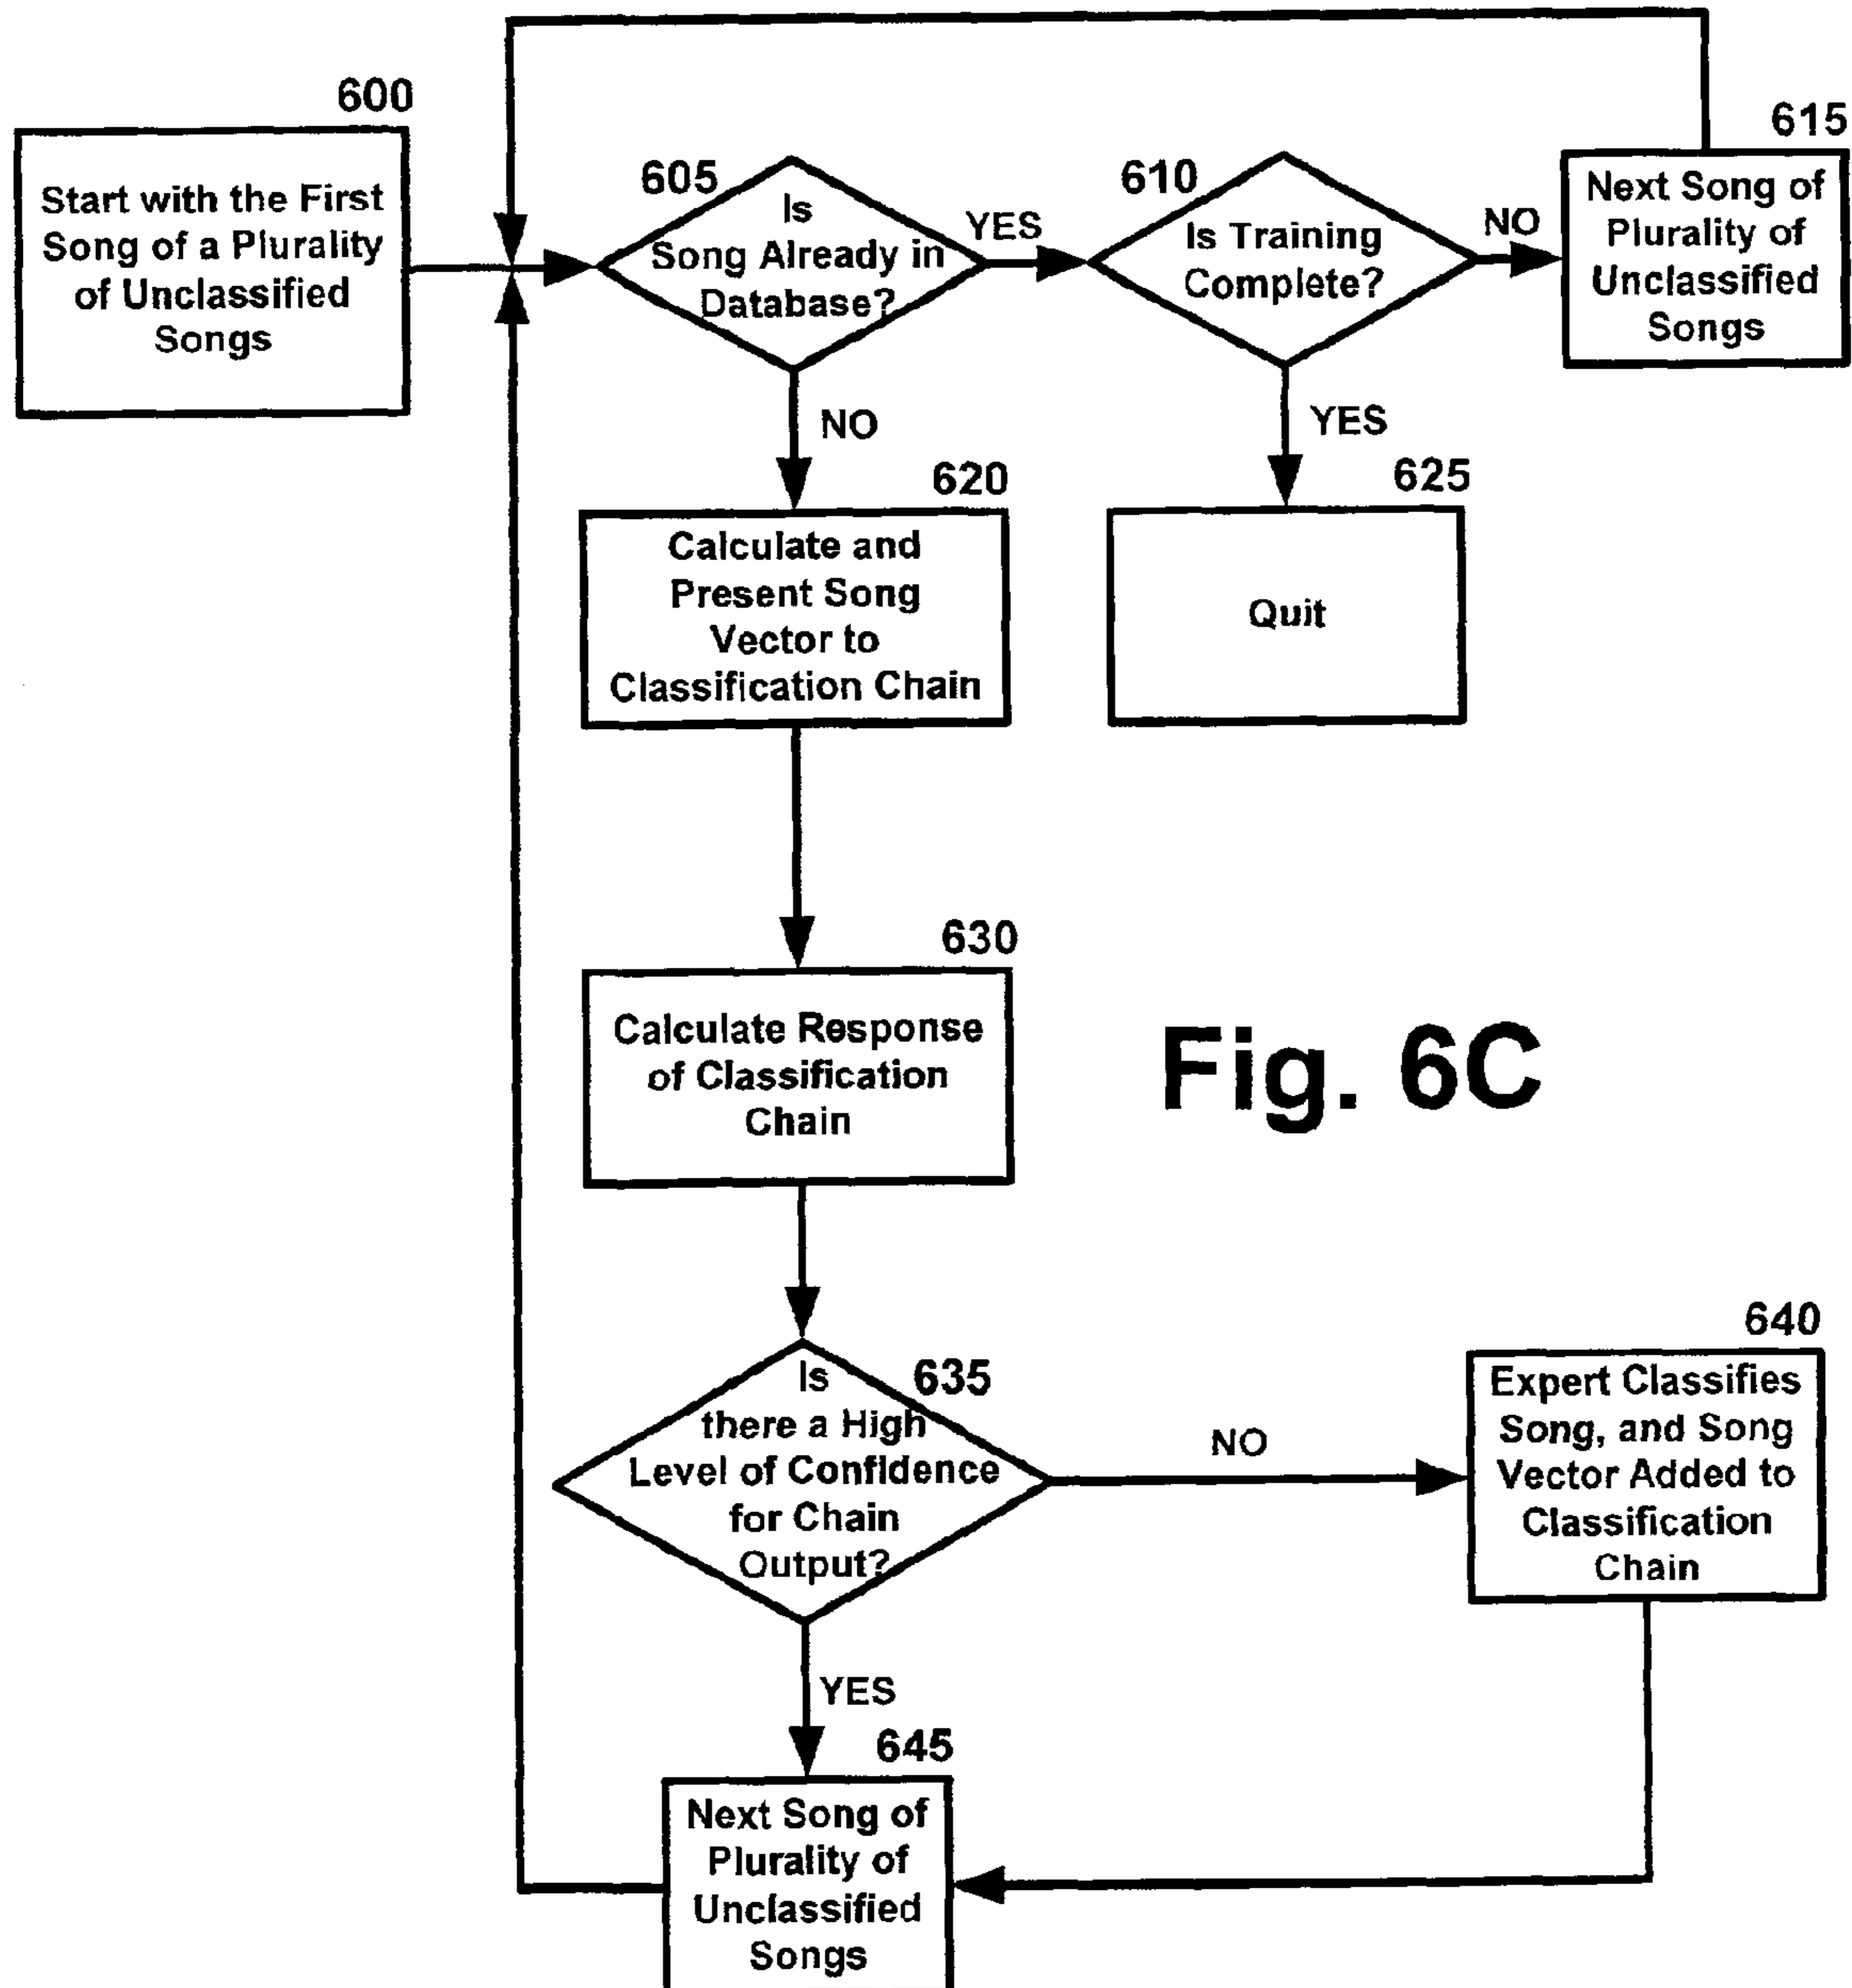 600
Start with the First
Song of a Plurality
of Unclassified
Songs
605
Is
Song Already in
Database?
YES
610
Is Training
Complete?
NO
615
Next Song of
Plurality of
Unclassified
Songs
NO
YES
620
Calculate and
Present Song
Vector to
Classification Chain
625
Quit
630
Calculate Response
of Classification
Chain
Fig. 6C
635
Is
there a High
Level of Confidence
for Chain
Output?
NO
640
Expert Classifies
Song, and Song
Vector Added to
Classification
Chain
YES
645
Next Song of
Plurality of
Unclassified
Songs